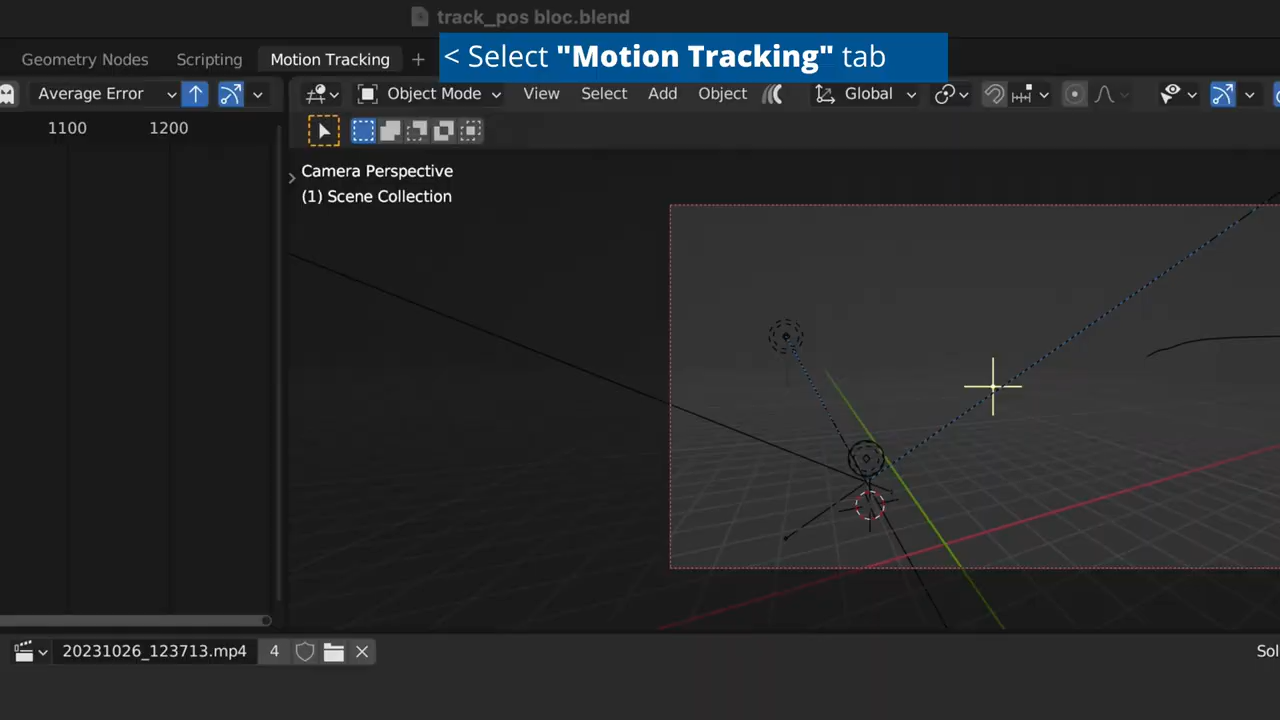 track_pos bloc.blend
Geometry Nodes Scripting Motion Tracking +
< Select "Motion Tracking" tab
Average Error
Object Mode View Select Add Object Global
1100 1200
Camera Perspective
(1) Scene Collection
20231026_123713.mp4 4
Sol